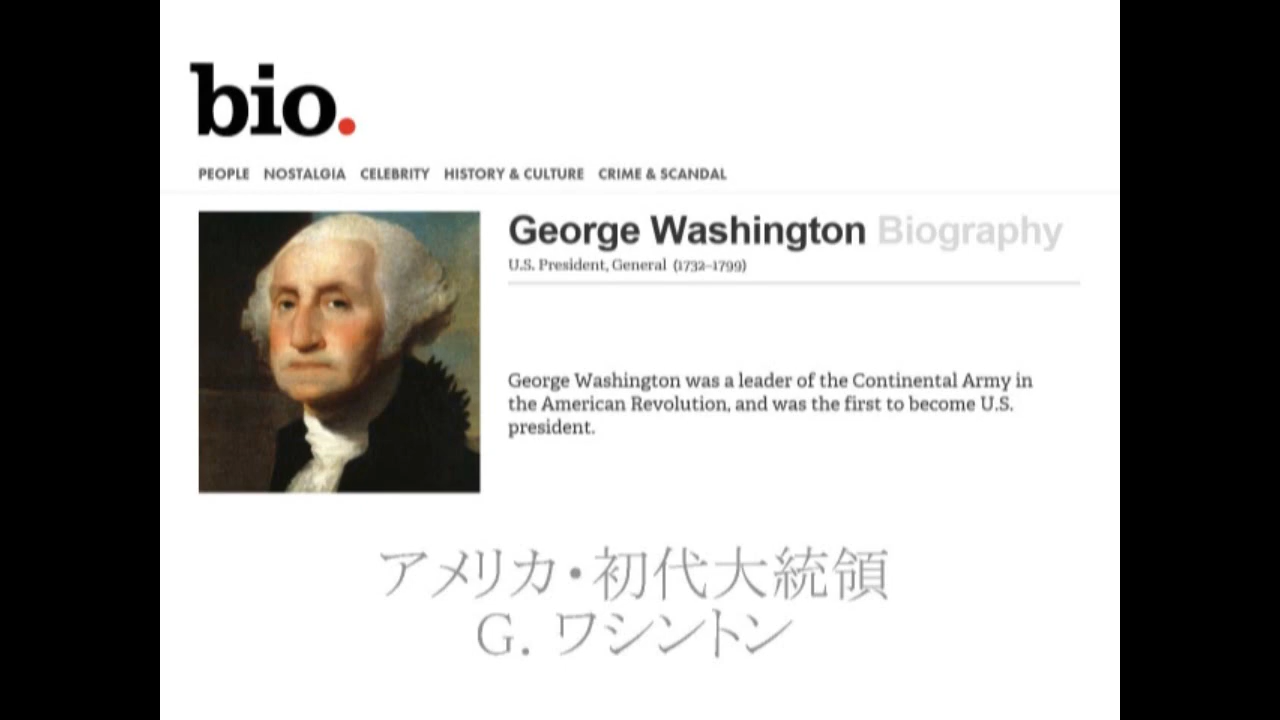 bio.
PEOPLE NOSTALGIA CELEBRITY HISTORY & CULTURE CRIME & SCANDAL
George Washington Biography
U.S. President, General (1732–1799)
George Washington was a leader of the Continental Army in
the American Revolution, and was the first to become U.S.
president.
アメリカ・初代大統領
G. ワシントン